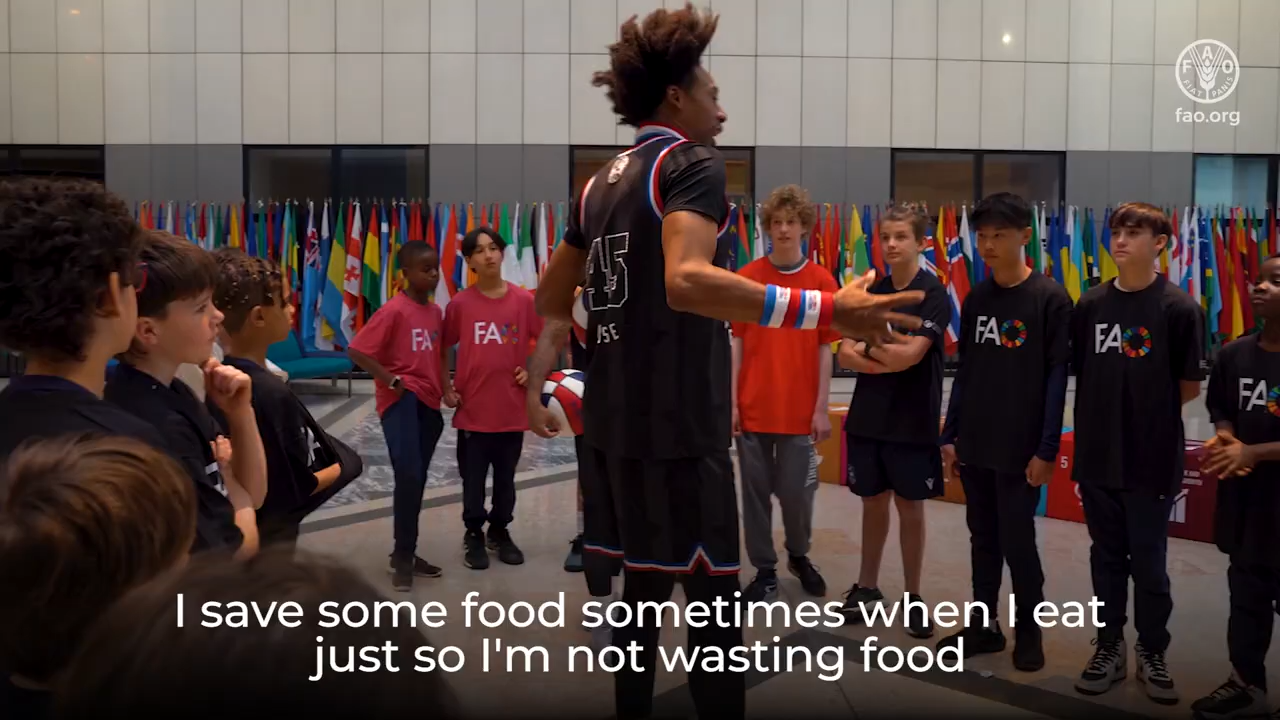 F A O
FIAT PANIS
fao.org
45
FAO
FAO
FAO
FAO
5
I save some food sometimes when I eat
just so I'm not wasting food